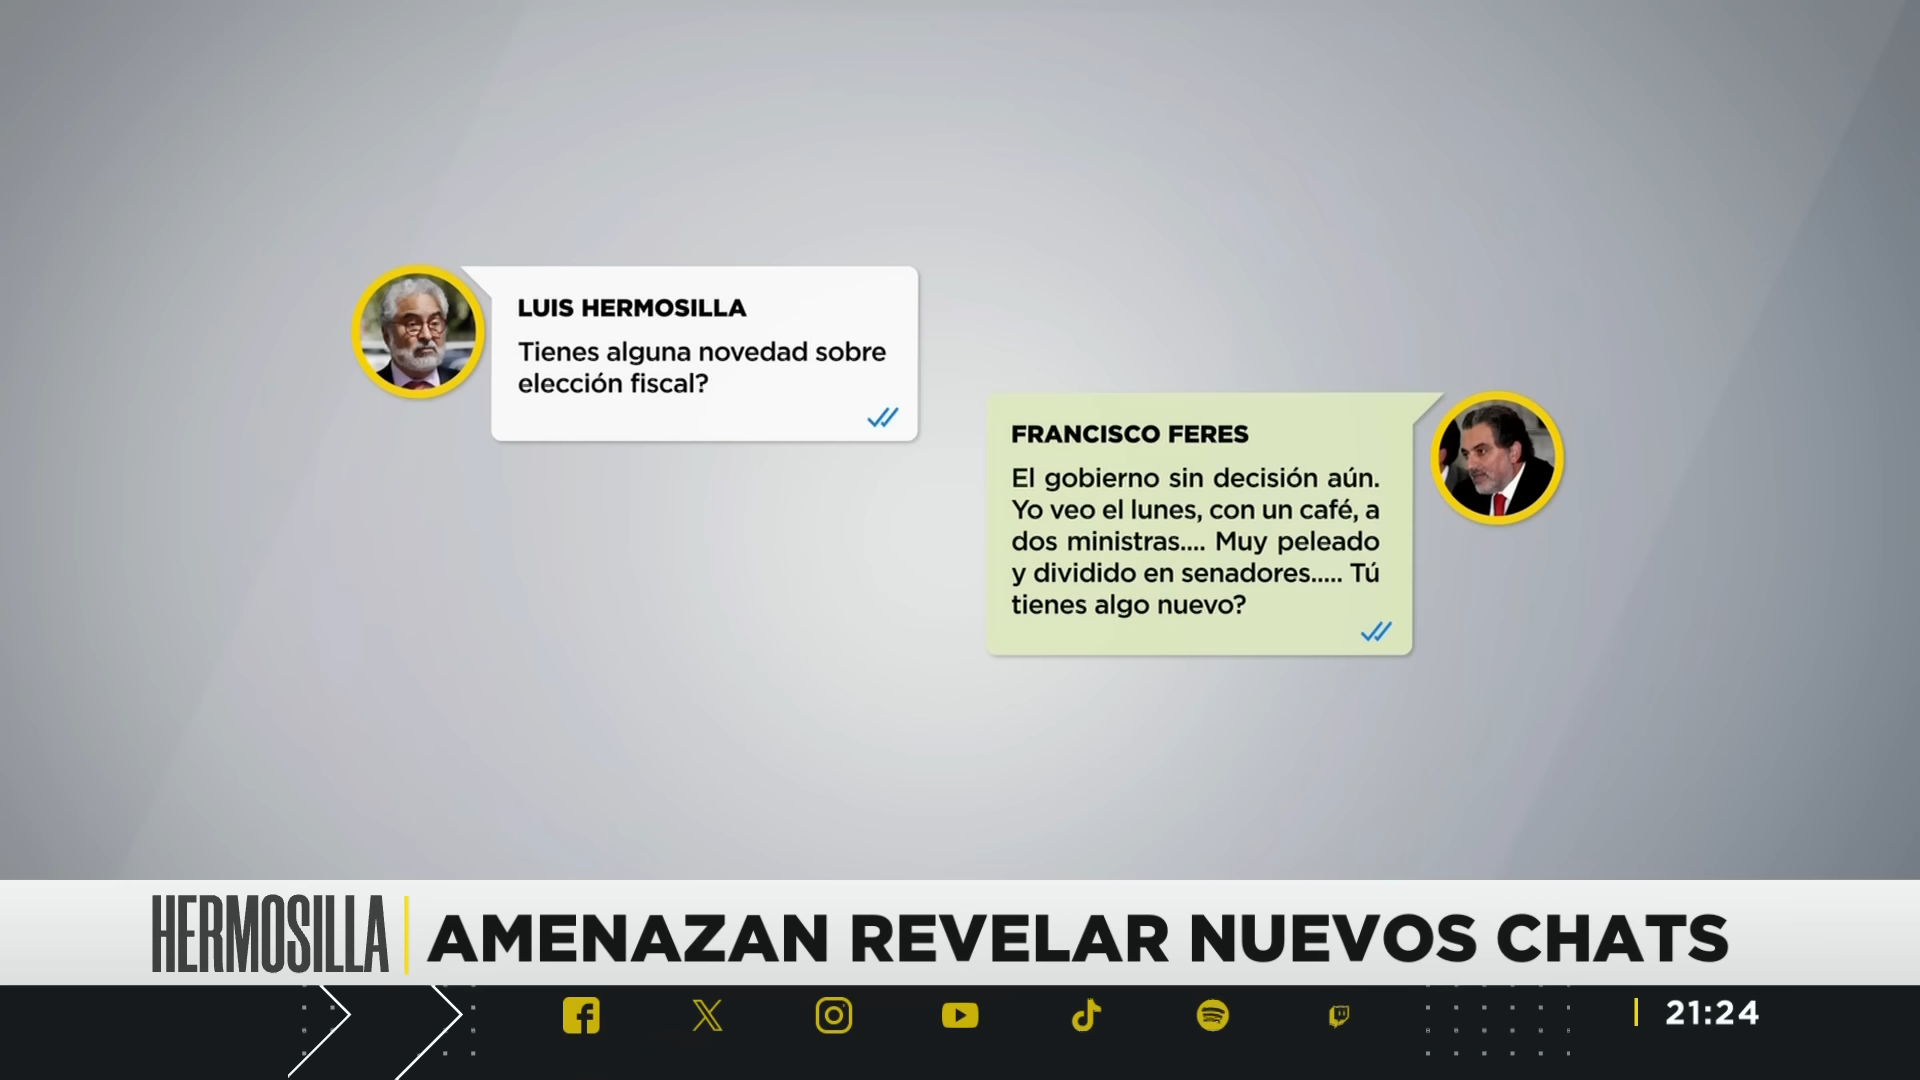 LUIS HERMOSILLA
Tienes alguna novedad sobre
elección fiscal?
FRANCISCO FERES
El gobierno sin decisión aún.
Yo veo el lunes, con un café, a
dos ministras.... Muy peleado
y dividido en senadores..... Tú
tienes algo nuevo?
HERMOSILLA
AMENAZAN REVELAR NUEVOS CHATS
21:24